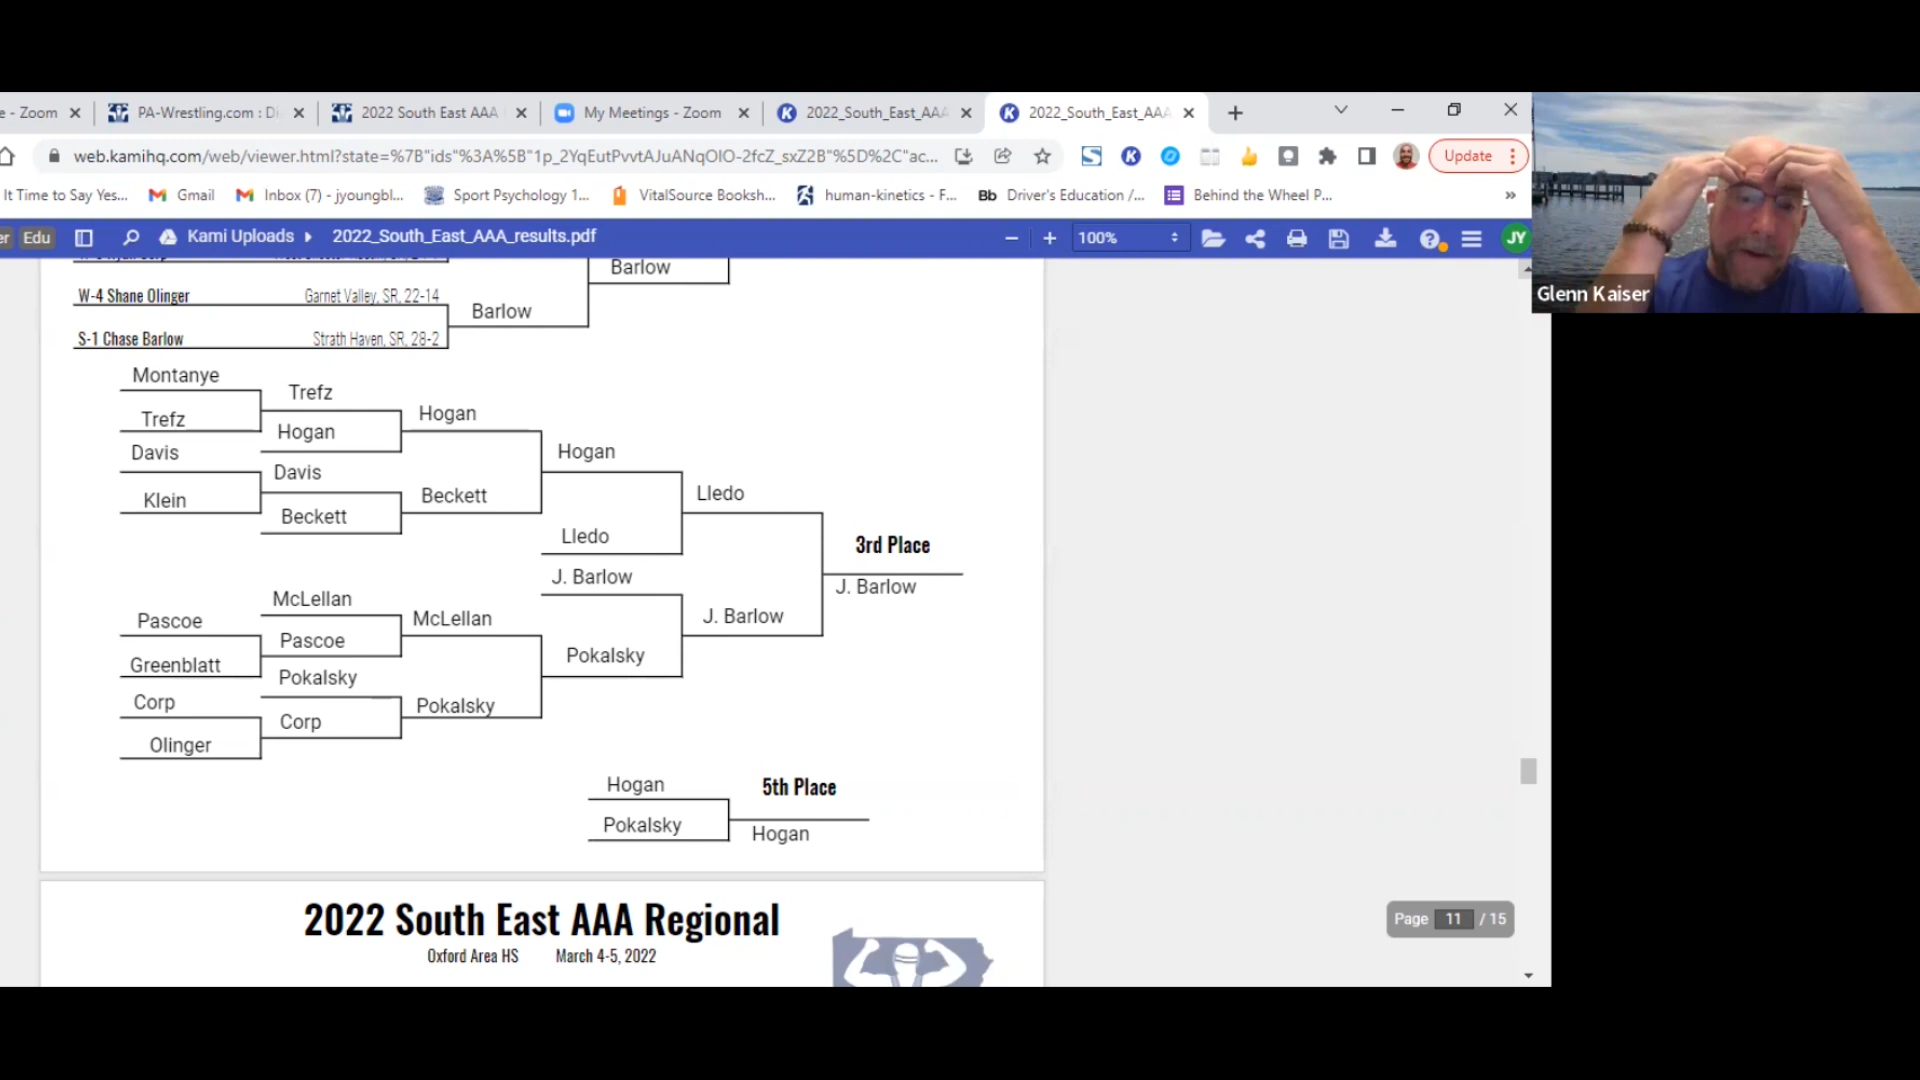 e - Zoom
PA-Wrestling.com : Di
2022 South East AAA
My Meetings - Zoom
2022_South_East_AAA
2022_South_East_AAA
web.kamihq.com/web/viewer.html?state=%7B"ids"%3A%5B"1p_2YqEutPvvtAJuANqOIO-2fcZ_sxZ2B"%5D%2C"ac...
Update
It Time to Say Yes...
Gmail
Inbox (7) - jyoungbl...
Sport Psychology 1...
VitalSource Booksh...
human-kinetics - F...
Bb Driver's Education /...
Behind the Wheel P...
»
er Edu
Kami Uploads
2022_South_East_AAA_results.pdf
100%
JY
Glenn Kaiser
Barlow
W-4 Shane Olinger Garnet Valley, SR, 22-14
Barlow
S-1 Chase Barlow Strath Haven, SR, 28-2
Montanye
Trefz
Hogan
Trefz
Hogan
Davis
Hogan
Davis
Lledo
Beckett
Klein
Beckett
Lledo
3rd Place
J. Barlow
J. Barlow
McLellan
J. Barlow
McLellan
Pascoe
Pascoe
Pokalsky
Greenblatt
Pokalsky
Corp
Pokalsky
Corp
Olinger
Hogan
5th Place
Pokalsky
Hogan
2022 South East AAA Regional
Oxford Area HS March 4-5, 2022
Page 11 / 15